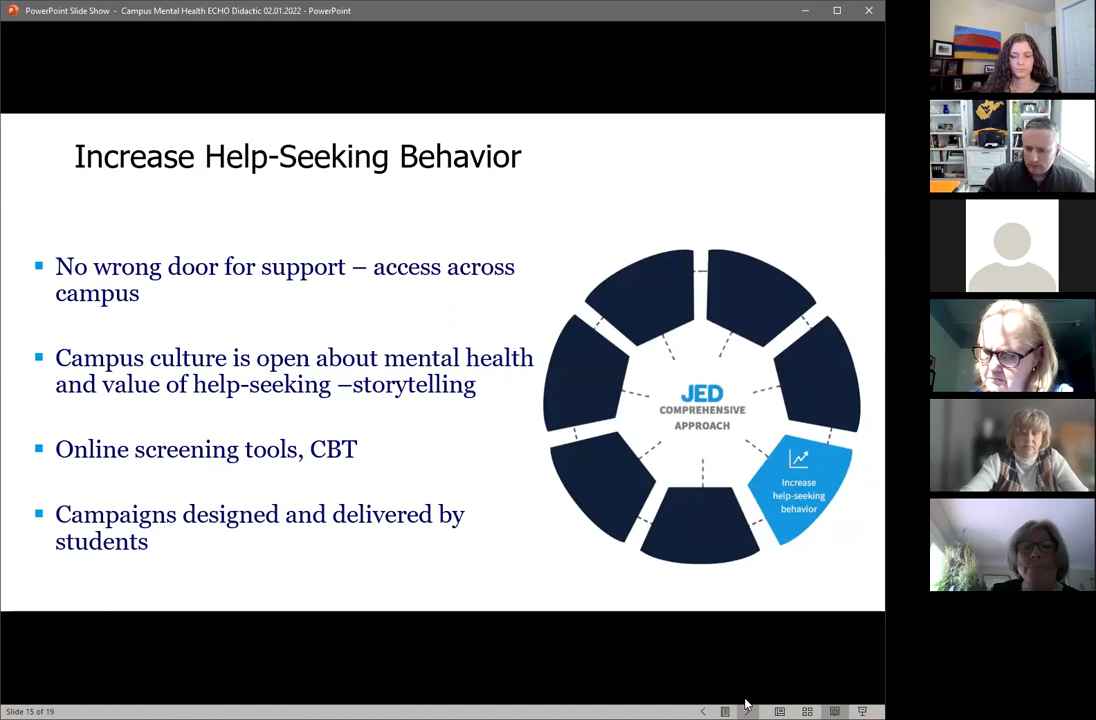 PowerPoint Slide Show - Campus Mental Health ECHO Didactic 02.01.2022 - PowerPoint
Increase Help-Seeking Behavior
No wrong door for support – access across
campus
Campus culture is open about mental health
and value of help-seeking –storytelling
Online screening tools, CBT
Campaigns designed and delivered by
students
JED
COMPREHENSIVE
APPROACH
Increase
help-seeking
behavior
Slide 15 of 19